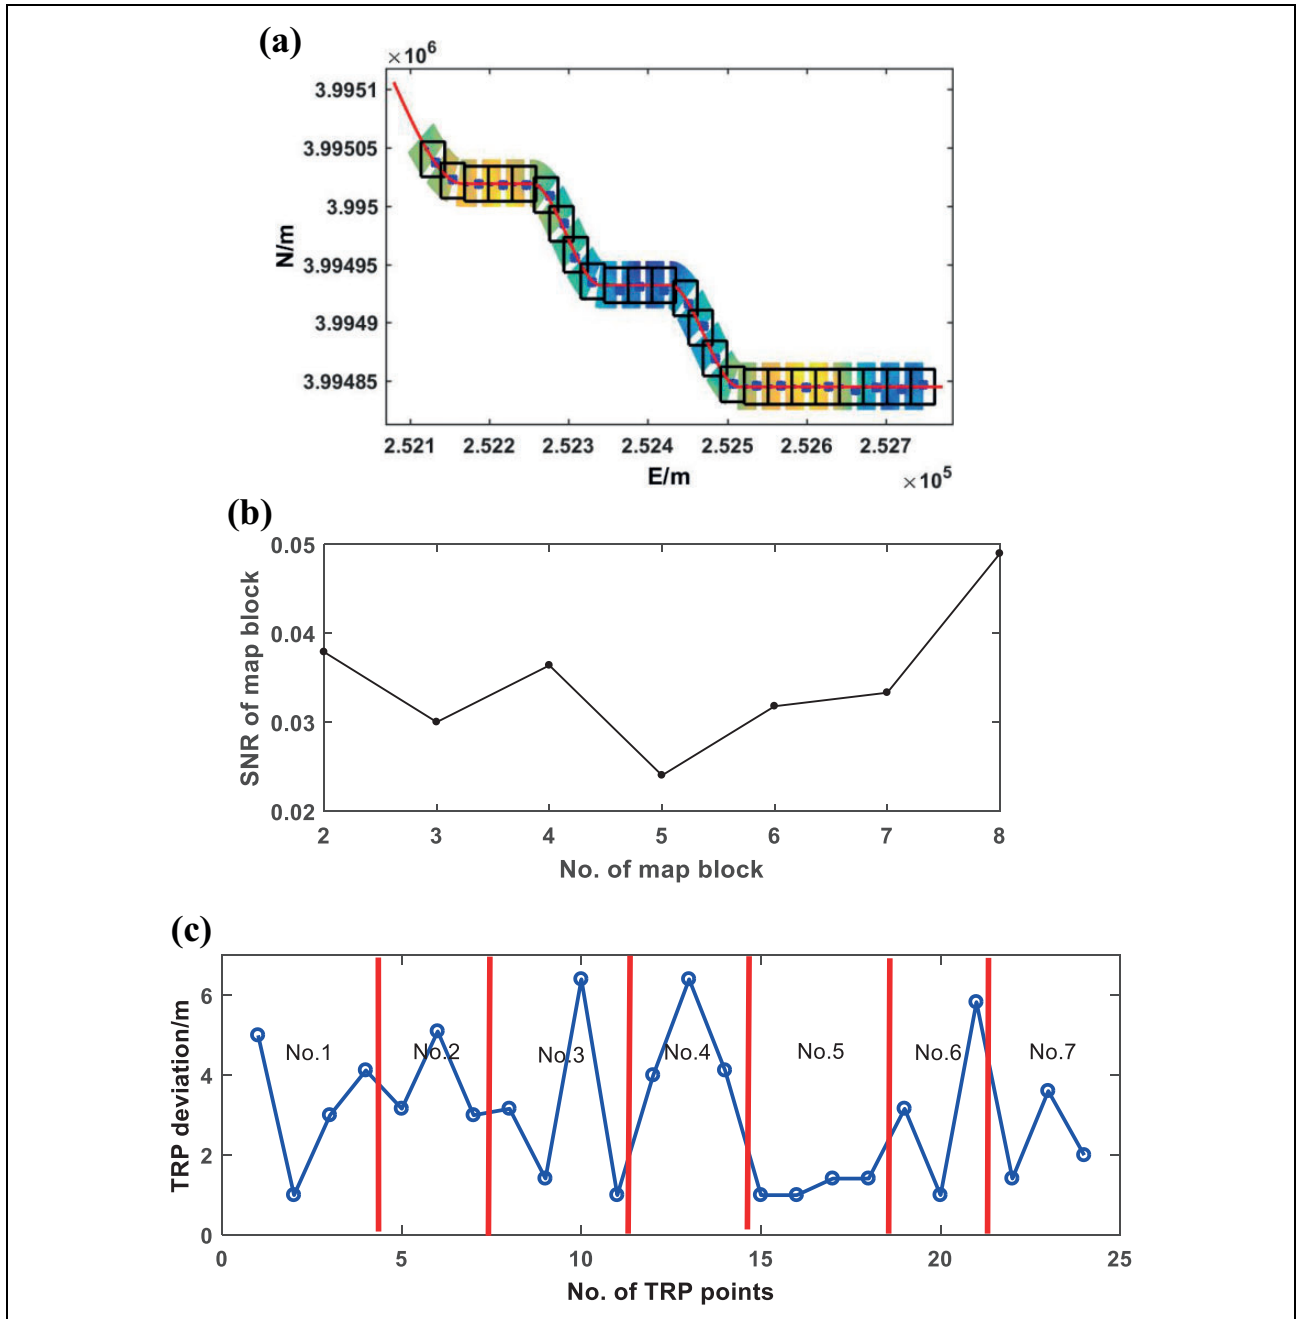 (a)
×10^6
3.9951
3.99505
3.995
3.99495
3.9949
3.99485
N/m
2.521 2.522 2.523 2.524 2.525 2.526 2.527
E/m ×10^5
(b)
0.05
0.04
0.03
0.02
SNR of map block
2 3 4 5 6 7 8
No. of map block
(c)
6
4
2
0
TRP deviation/m
No.1 No.2 No.3 No.4 No.5 No.6 No.7
0 5 10 15 20 25
No. of TRP points